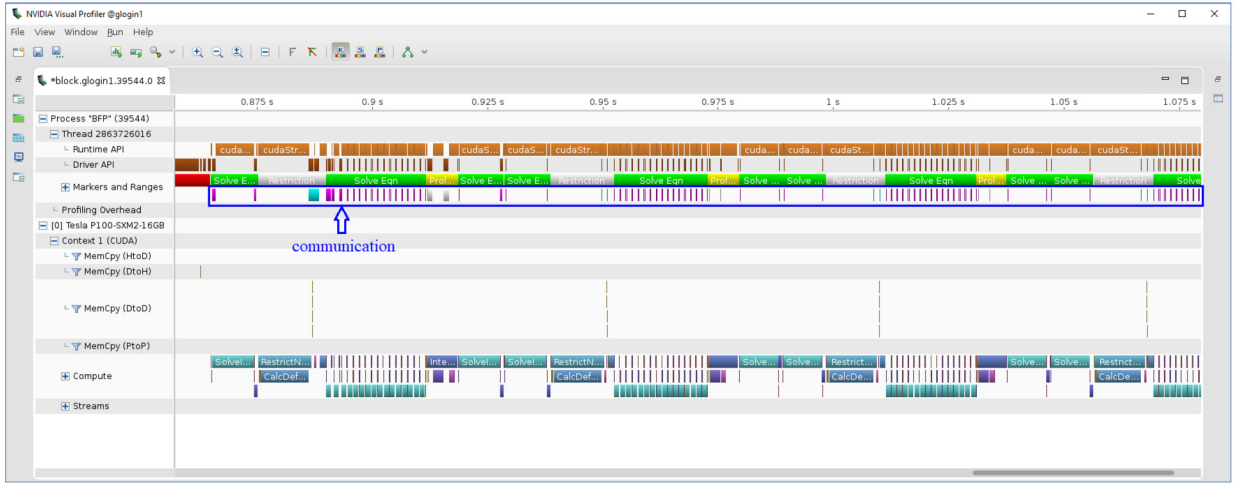 NVIDIA Visual Profiler @glogin1
File View Window Run Help
*block.glogin1.39544.0
0.875 s 0.9 s 0.925 s 0.95 s 0.975 s 1 s 1.025 s 1.05 s 1.075 s
Process "BFP" (39544)
Thread 2863726016
Runtime API cuda... cudaStr... cudaS... cudaS... cudaStr... cuda... cuda... cudaSt... cuda... cuda... cudaStr...
Driver API
Markers and Ranges Solve E... Restriction Solve Eqn Prol... Solve E... Solve E... Restriction Solve Eqn Prol... Solve ... Solve ... Restriction Solve Eqn Prol... Solve ... Solve ... Restriction Solve
Profiling Overhead
communication
[0] Tesla P100-SXM2-16GB
Context 1 (CUDA)
MemCpy (HtoD)
MemCpy (DtoH)
MemCpy (DtoD)
MemCpy (PtoP)
SolveI... RestrictN... Inte... SolveI... SolveI... RestrictN... Solve... Solve... Restrict... Solve... Solve... Restrict...
Compute CalcDef... CalcDef... CalcDe... CalcDe...
Streams